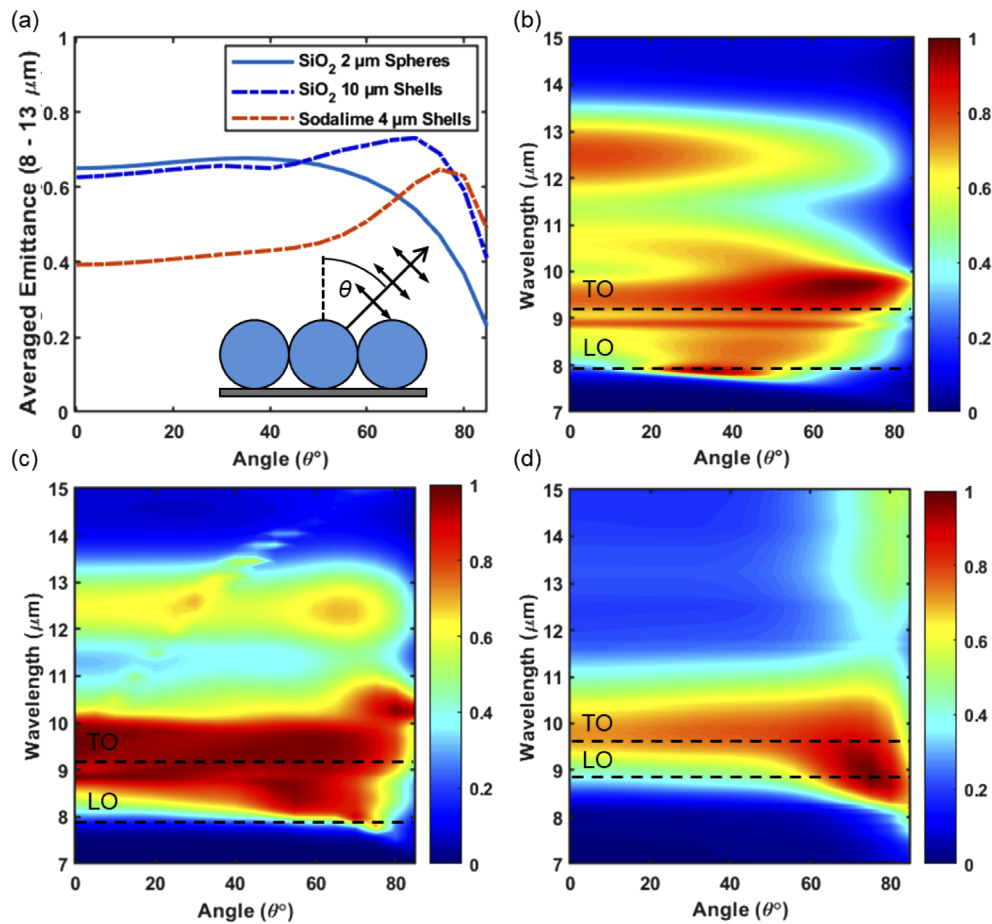 (a)
Averaged Emittance (8 - 13 μm)
1
0.8
0.6
0.4
0.2
0
SiO2 2 μm Spheres
SiO2 10 μm Shells
Sodalime 4 μm Shells
θ
0 20 40 60 80
Angle (θ°)
(b)
Wavelength (μm)
15
14
13
12
11
10
9
8
7
TO
LO
0 20 40 60 80
Angle (θ°)
1
0.8
0.6
0.4
0.2
0
(c)
Wavelength (μm)
15
14
13
12
11
10
9
8
7
TO
LO
0 20 40 60 80
Angle (θ°)
1
0.8
0.6
0.4
0.2
0
(d)
Wavelength (μm)
15
14
13
12
11
10
9
8
7
TO
LO
0 20 40 60 80
Angle (θ°)
1
0.8
0.6
0.4
0.2
0